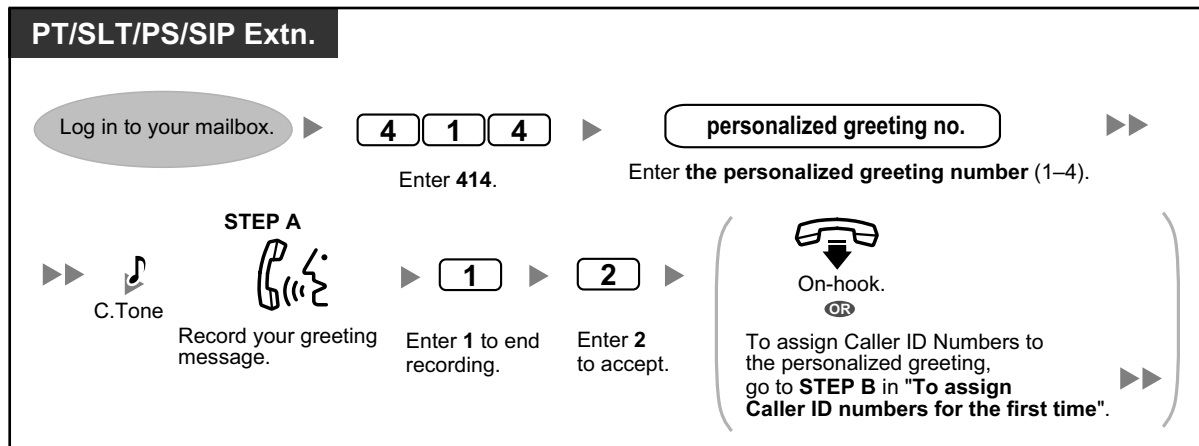 PT/SLT/PS/SIP Extn.
Log in to your mailbox.
4 1 4
personalized greeting no.
Enter 414.
Enter the personalized greeting number (1–4).
STEP A
C.Tone
Record your greeting
message.
1
Enter 1 to end
recording.
2
Enter 2
to accept.
On-hook.
OR
To assign Caller ID Numbers to
the personalized greeting,
go to STEP B in "To assign
Caller ID numbers for the first time".